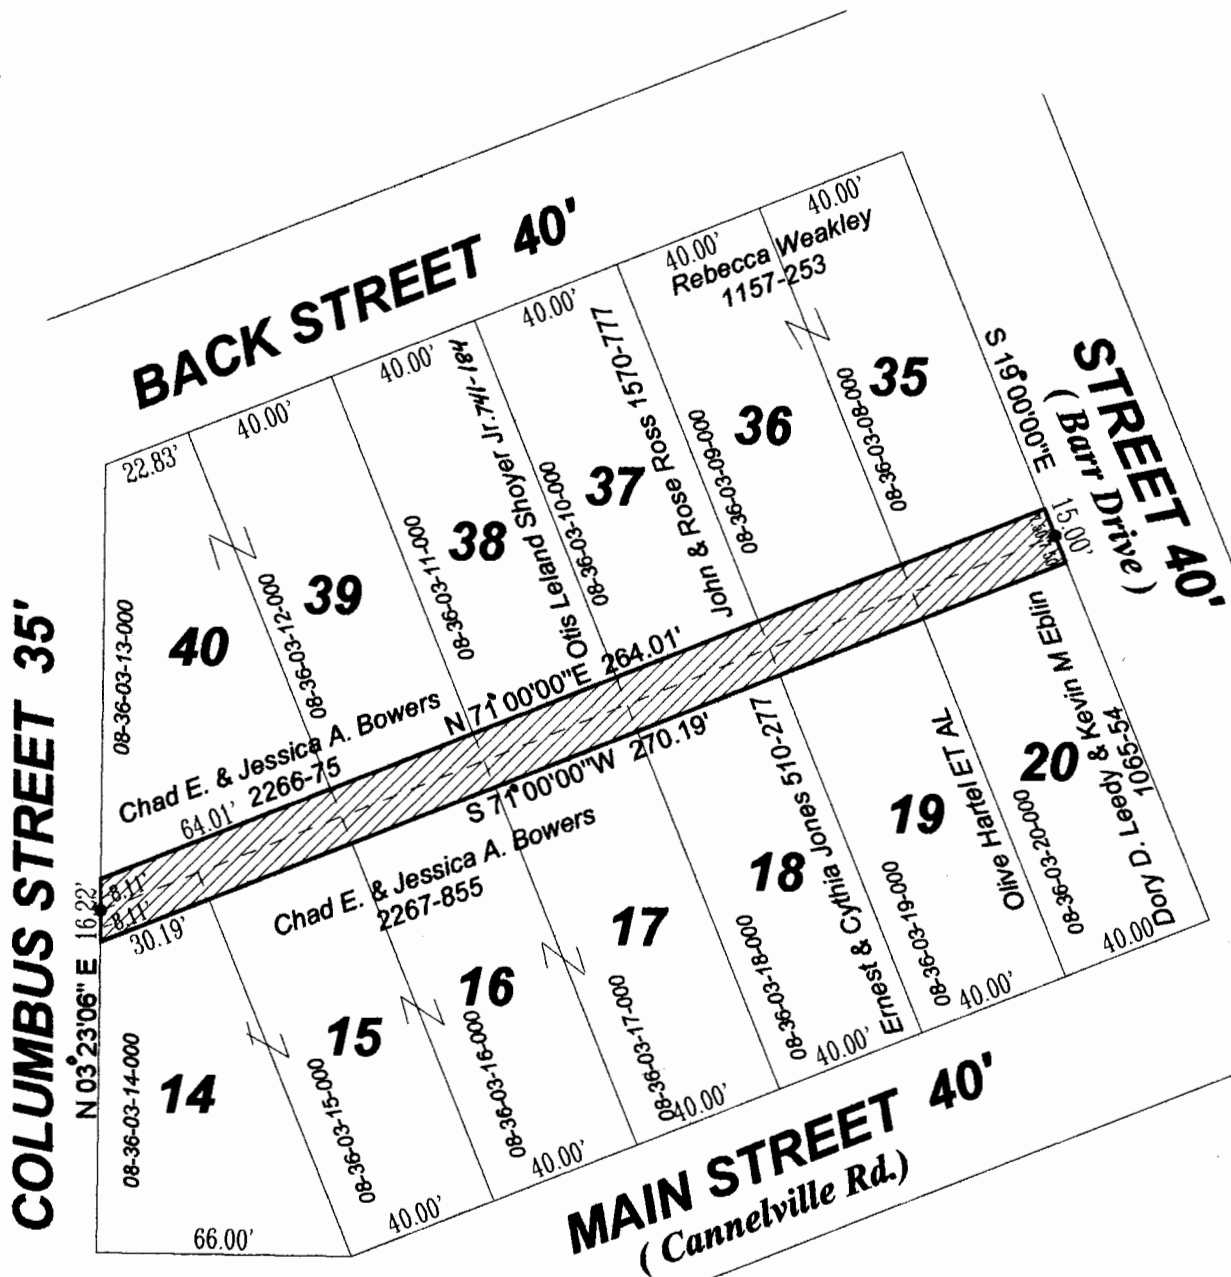 BACK STREET 40'
22.83'
40.00'
40.00'
40.00'
40.00'
40.00'
Rebecca Weakley
1157-253
STREET 40'
( Barr Drive )
S 19°00'00"E
15.00'
COLUMBUS STREET 35'
08-36-03-13-000
40
08-36-03-12-000
39
08-36-03-11-000
38
Otis Leland Shoyer Jr. 741-184
08-36-03-10-000
37
John & Rose Ross 1570-777
08-36-03-09-000
36
08-36-03-08-000
35
Chad E. & Jessica A. Bowers
2266-75
64.01'
N 71°00'00"E 264.01'
S 71°00'00"W 270.19'
8.11'
8.11'
30.19'
N 03°23'06" E 16.22'
Chad E. & Jessica A. Bowers
2267-855
08-36-03-14-000
14
08-36-03-15-000
15
08-36-03-16-000
16
08-36-03-17-000
17
08-36-03-18-000
18
Ernest & Cythia Jones 510-277
08-36-03-19-000
19
Olive Hartel ET AL
08-36-03-20-000
20
Dory D. Leedy & Kevin M Eblin
1065-54
66.00'
40.00'
40.00'
40.00'
40.00'
40.00'
40.00
MAIN STREET 40'
( Cannelville Rd.)